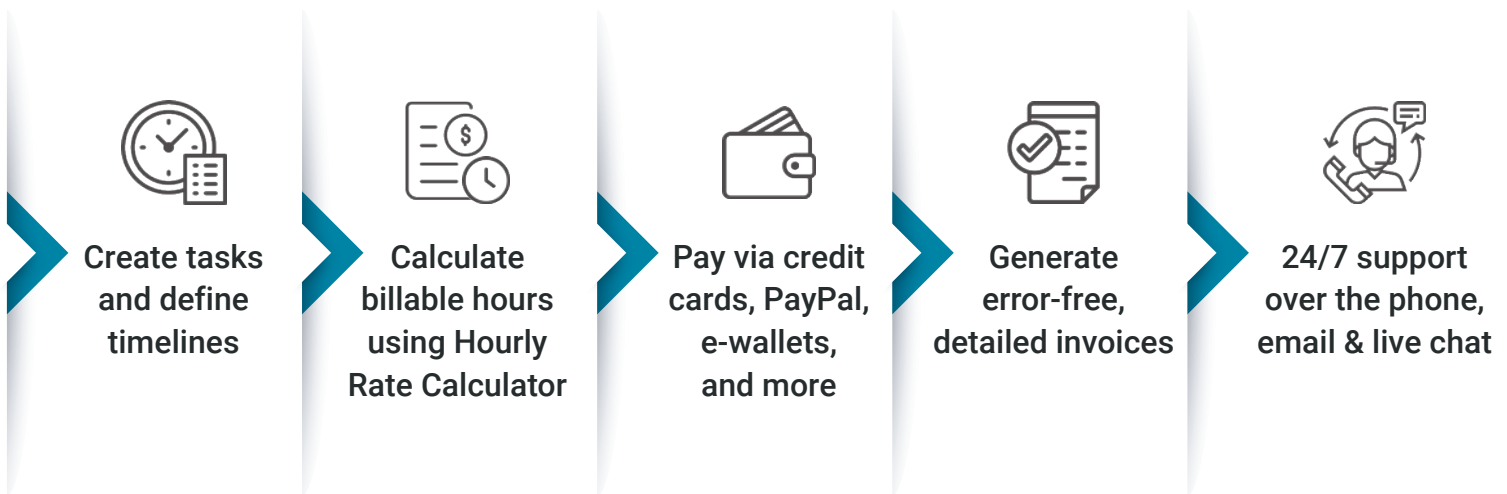 Create tasks
and define
timelines
Calculate
billable hours
using Hourly
Rate Calculator
Pay via credit
cards, PayPal,
e-wallets,
and more
Generate
error-free,
detailed invoices
24/7 support
over the phone,
email & live chat